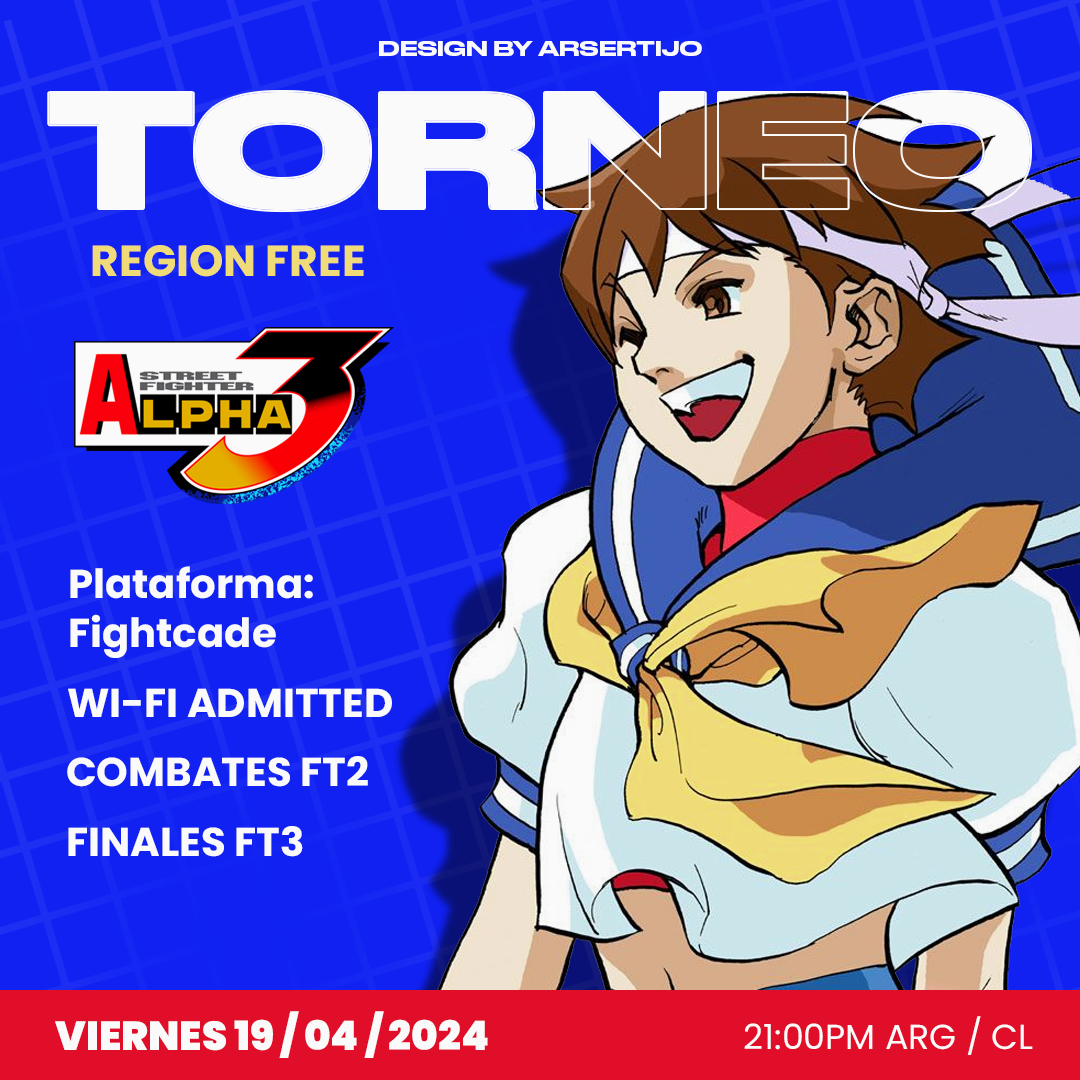 DESIGN BY ARSERTIJO
TORNEO
REGION FREE
STREET
FIGHTER
ALPHA 3
Plataforma:
Fightcade
WI-FI ADMITTED
COMBATES FT2
FINALES FT3
VIERNES 19 / 04 / 2024
21:00PM ARG / CL